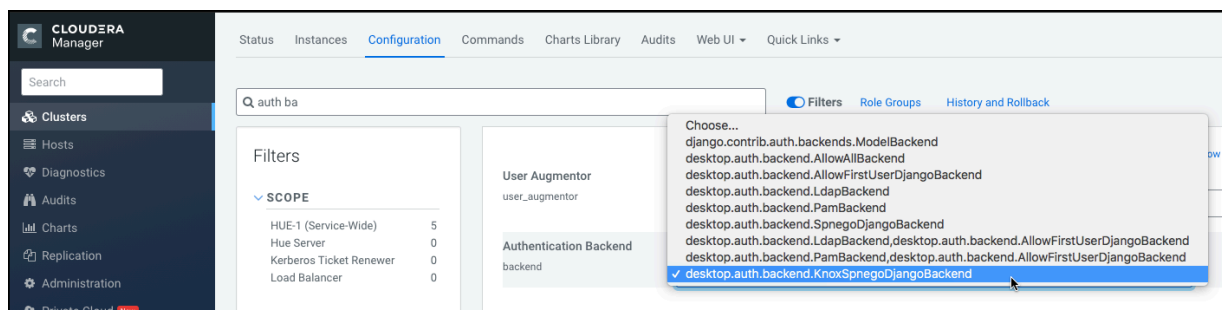 CLOUDERA
Manager
Search
Clusters
Hosts
Diagnostics
Audits
Charts
Replication
Administration
Private Cloud
Status Instances Configuration Commands Charts Library Audits Web UI Quick Links
auth ba
Filters Role Groups History and Rollback
Filters
SCOPE
HUE-1 (Service-Wide) 5
Hue Server 0
Kerberos Ticket Renewer 0
Load Balancer 0
User Augmentor
user_augmentor
Authentication Backend
backend
Choose...
django.contrib.auth.backends.ModelBackend
desktop.auth.backend.AllowAllBackend
desktop.auth.backend.AllowFirstUserDjangoBackend
desktop.auth.backend.LdapBackend
desktop.auth.backend.PamBackend
desktop.auth.backend.SpnegoDjangoBackend
desktop.auth.backend.LdapBackend,desktop.auth.backend.AllowFirstUserDjangoBackend
desktop.auth.backend.PamBackend,desktop.auth.backend.AllowFirstUserDjangoBackend
✓ desktop.auth.backend.KnoxSpnegoDjangoBackend